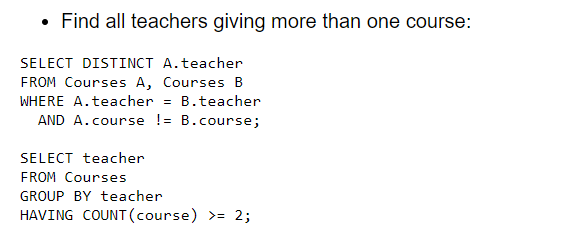 • Find all teachers giving more than one course:
SELECT DISTINCT A.teacher
FROM Courses A, Courses B
WHERE A.teacher = B.teacher
  AND A.course != B.course;
SELECT teacher
FROM Courses
GROUP BY teacher
HAVING COUNT(course) >= 2;